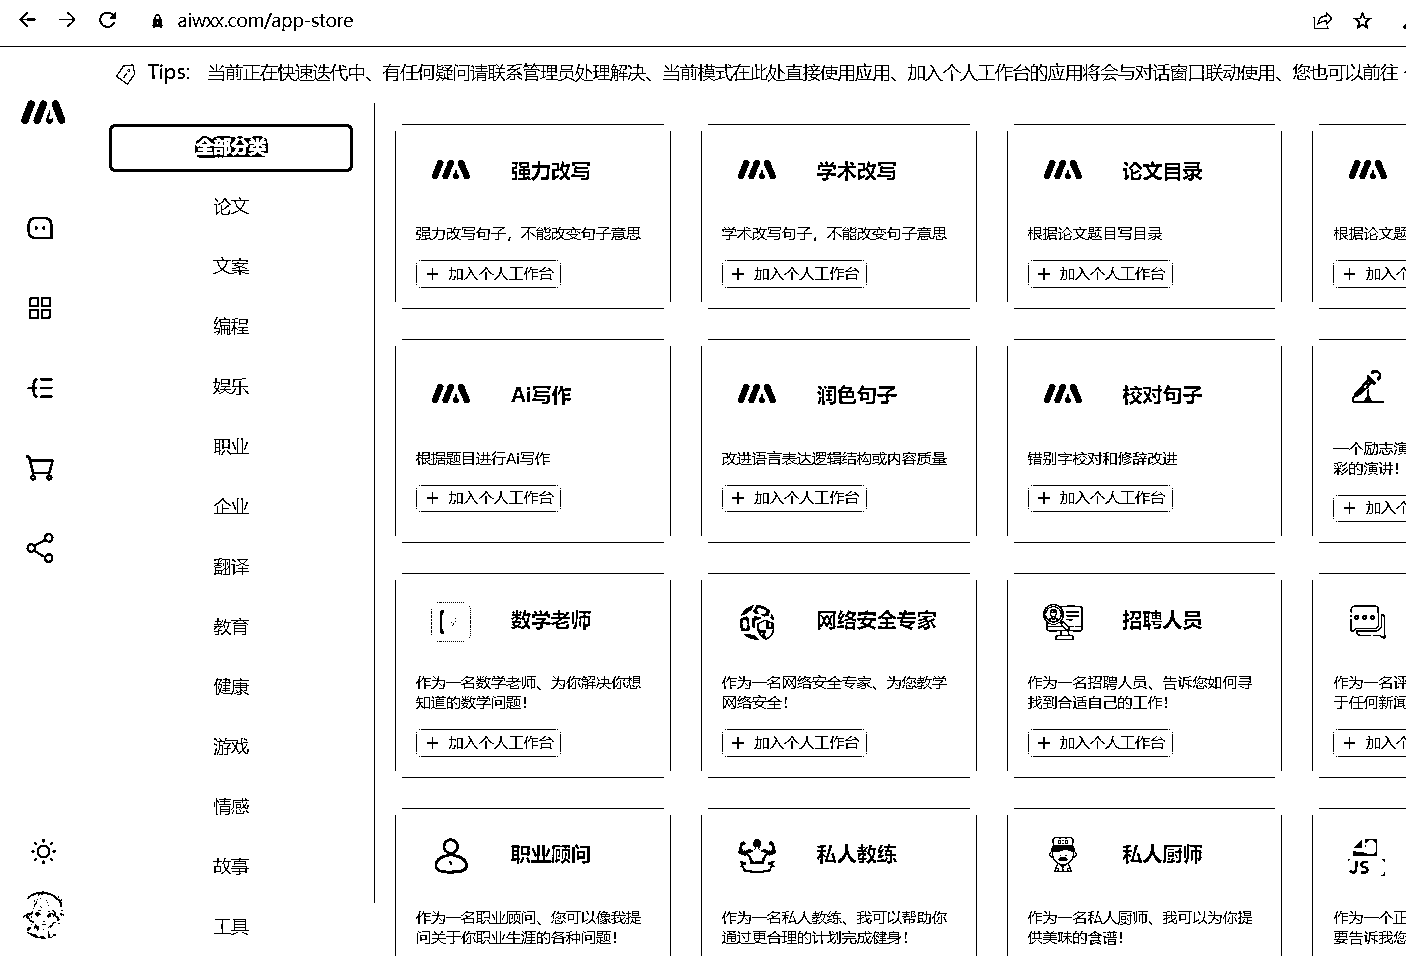 aiwxx.com/app-store
Tips: 当前正在快速迭代中、有任何疑问请联系管理员处理解决、当前模式在此处直接使用应用、加入个人工作台的应用将会与对话窗口联动使用、您也可以前往
全部分类
论文
文案
编程
娱乐
职业
企业
翻译
教育
健康
游戏
情感
故事
工具
强力改写
强力改写句子，不能改变句子意思
+ 加入个人工作台
学术改写
学术改写句子，不能改变句子意思
+ 加入个人工作台
论文目录
根据论文题目写目录
+ 加入个人工作台
根据论文题
+ 加入个
Ai写作
根据题目进行Ai写作
+ 加入个人工作台
润色句子
改进语言表达逻辑结构或内容质量
+ 加入个人工作台
校对句子
错别字校对和修辞改进
+ 加入个人工作台
一个励志演
彩的演讲！
+ 加入个
数学老师
作为一名数学老师、为你解决你想
知道的数学问题！
+ 加入个人工作台
网络安全专家
作为一名网络安全专家、为您教学
网络安全！
+ 加入个人工作台
招聘人员
作为一名招聘人员、告诉您如何寻
找到合适自己的工作！
+ 加入个人工作台
作为一名评
于任何新闻
+ 加入个
职业顾问
作为一名职业顾问、您可以像我提
问关于你职业生涯的各种问题！
私人教练
作为一名私人教练、我可以帮助你
通过更合理的计划完成健身！
私人厨师
作为一名私人厨师、我可以为你提
供美味的食谱！
JS
作为一个正
要告诉我您